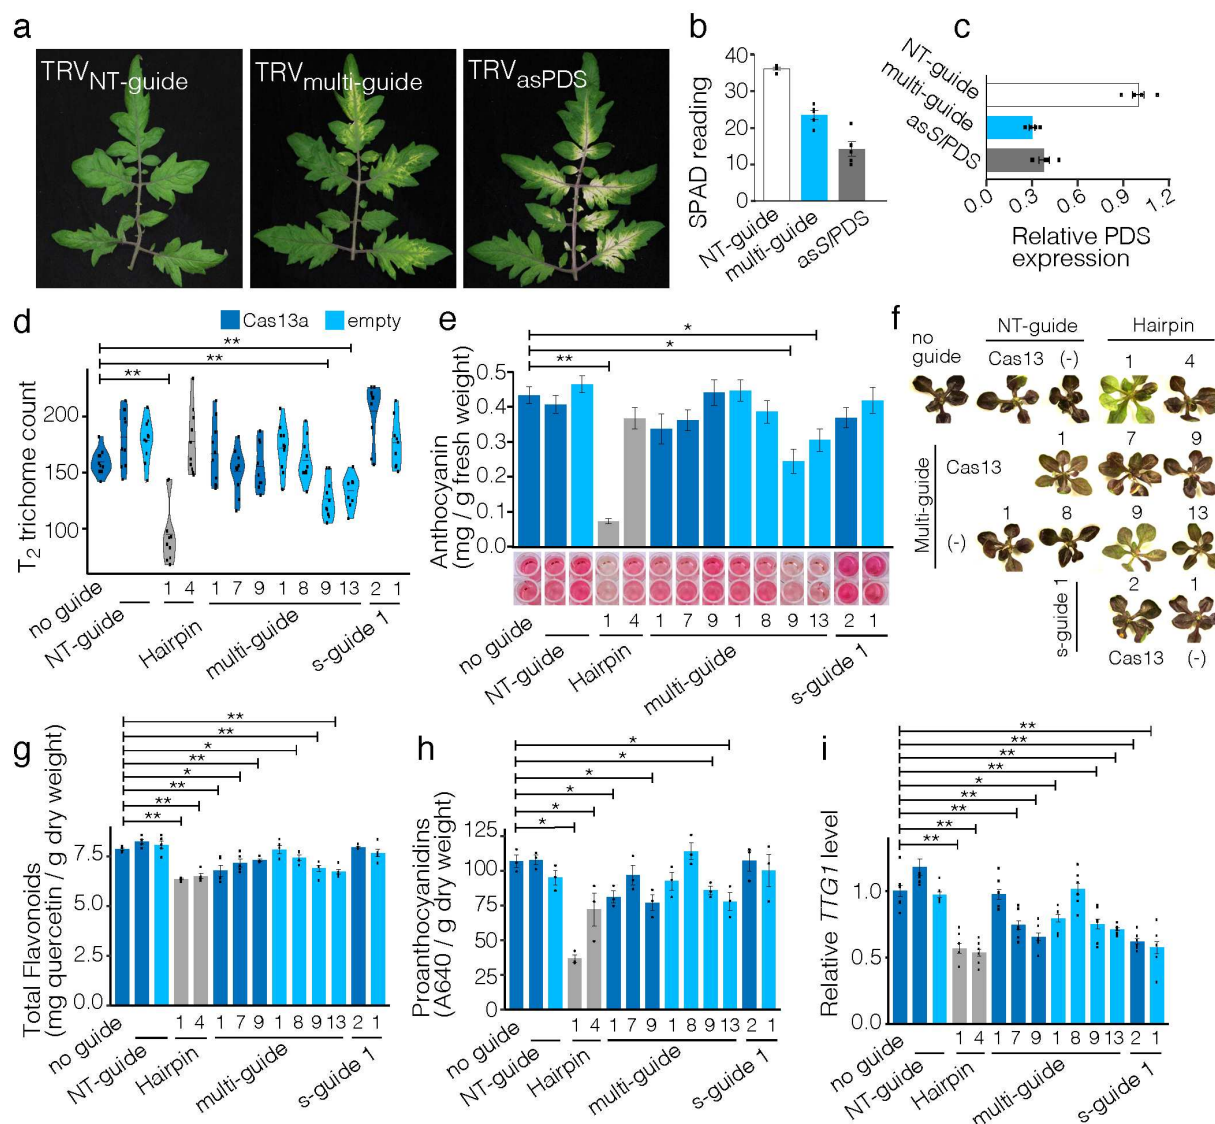 a
TRV NT-guide
TRV multi-guide
TRV asPDS
b
SPAD reading
40
30
20
10
0
NT-guide
multi-guide
asSlPDS
c
NT-guide
multi-guide
asSlPDS
0.0 0.3 0.6 0.9 1.2
Relative PDS
expression
d
Cas13a empty
**
**
**
T2 trichome count
200
150
100
1 4 1 7 9 1 8 9 13 2 1
no guide
NT-guide
Hairpin
multi-guide
s-guide 1
e
*
*
**
Anthocyanin
(mg / g fresh weight)
0.5
0.4
0.3
0.2
0.1
0.0
1 4 1 7 9 1 8 9 13 2 1
no guide
NT-guide
Hairpin
multi-guide
s-guide 1
f
NT-guide Hairpin
no
guide
Cas13 (-) 1 4
1 7 9
Cas13
Multi-guide
1 8 9 13
(-)
2 1
s-guide 1
Cas13 (-)
g
**
**
*
**
*
**
**
**
Total Flavonoids
(mg quercetin / g dry weight)
7.5
5.0
2.5
0.0
1 4 1 7 9 1 8 9 13 2 1
no guide
NT-guide
Hairpin
multi-guide
s-guide 1
h
*
*
*
*
*
*
Proanthocyanidins
(A640 / g dry weight)
125
100
75
50
25
0
1 4 1 7 9 1 8 9 13 2 1
no guide
NT-guide
Hairpin
multi-guide
s-guide 1
i
**
**
**
**
*
**
**
**
**
Relative TTG1 level
1.0
0.5
0.0
1 4 1 7 9 1 8 9 13 2 1
no guide
NT-guide
Hairpin
multi-guide
s-guide 1